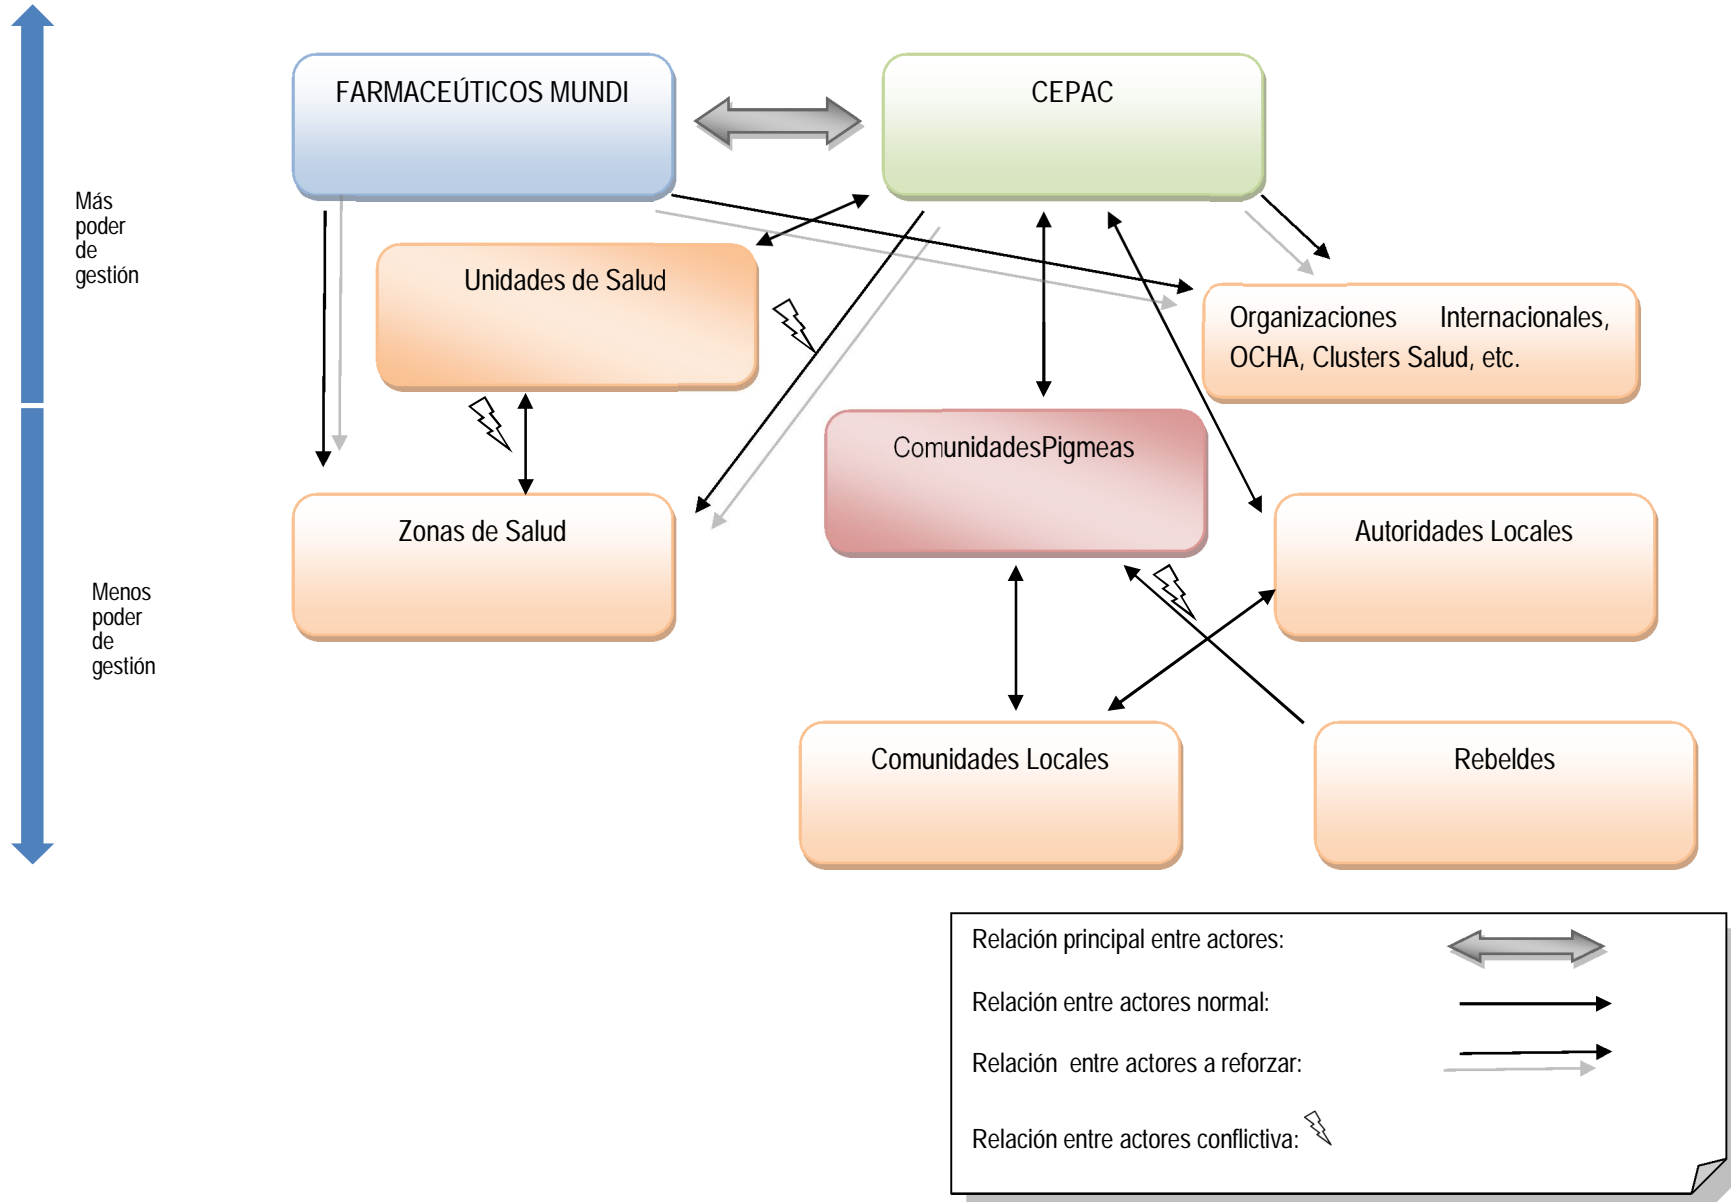 FARMACEÚTICOS MUNDI
CEPAC
Más
poder
de
gestión
Unidades de Salud
Organizaciones Internacionales,
OCHA, Clusters Salud, etc.
ComunidadesPigmeas
Zonas de Salud
Autoridades Locales
Menos
poder
de
gestión
Comunidades Locales
Rebeldes
Relación principal entre actores:
Relación entre actores normal:
Relación entre actores a reforzar:
Relación entre actores conflictiva: